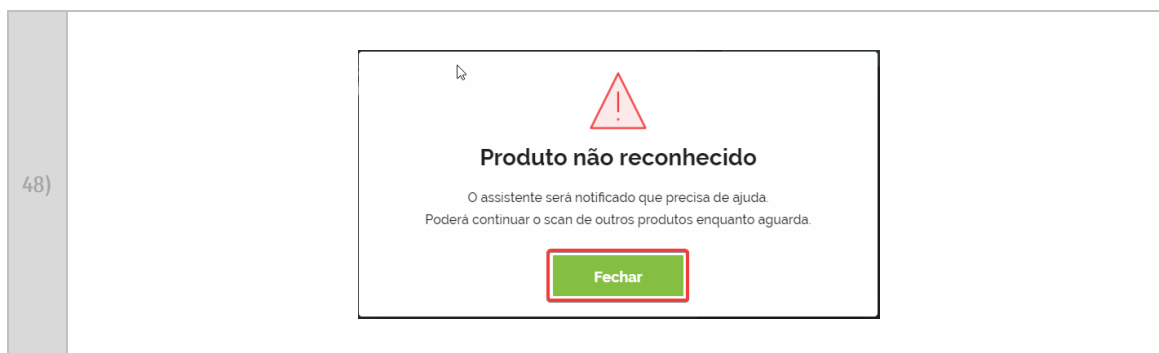 48)
Produto não reconhecido
O assistente será notificado que precisa de ajuda.
Poderá continuar o scan de outros produtos enquanto aguarda.
Fechar